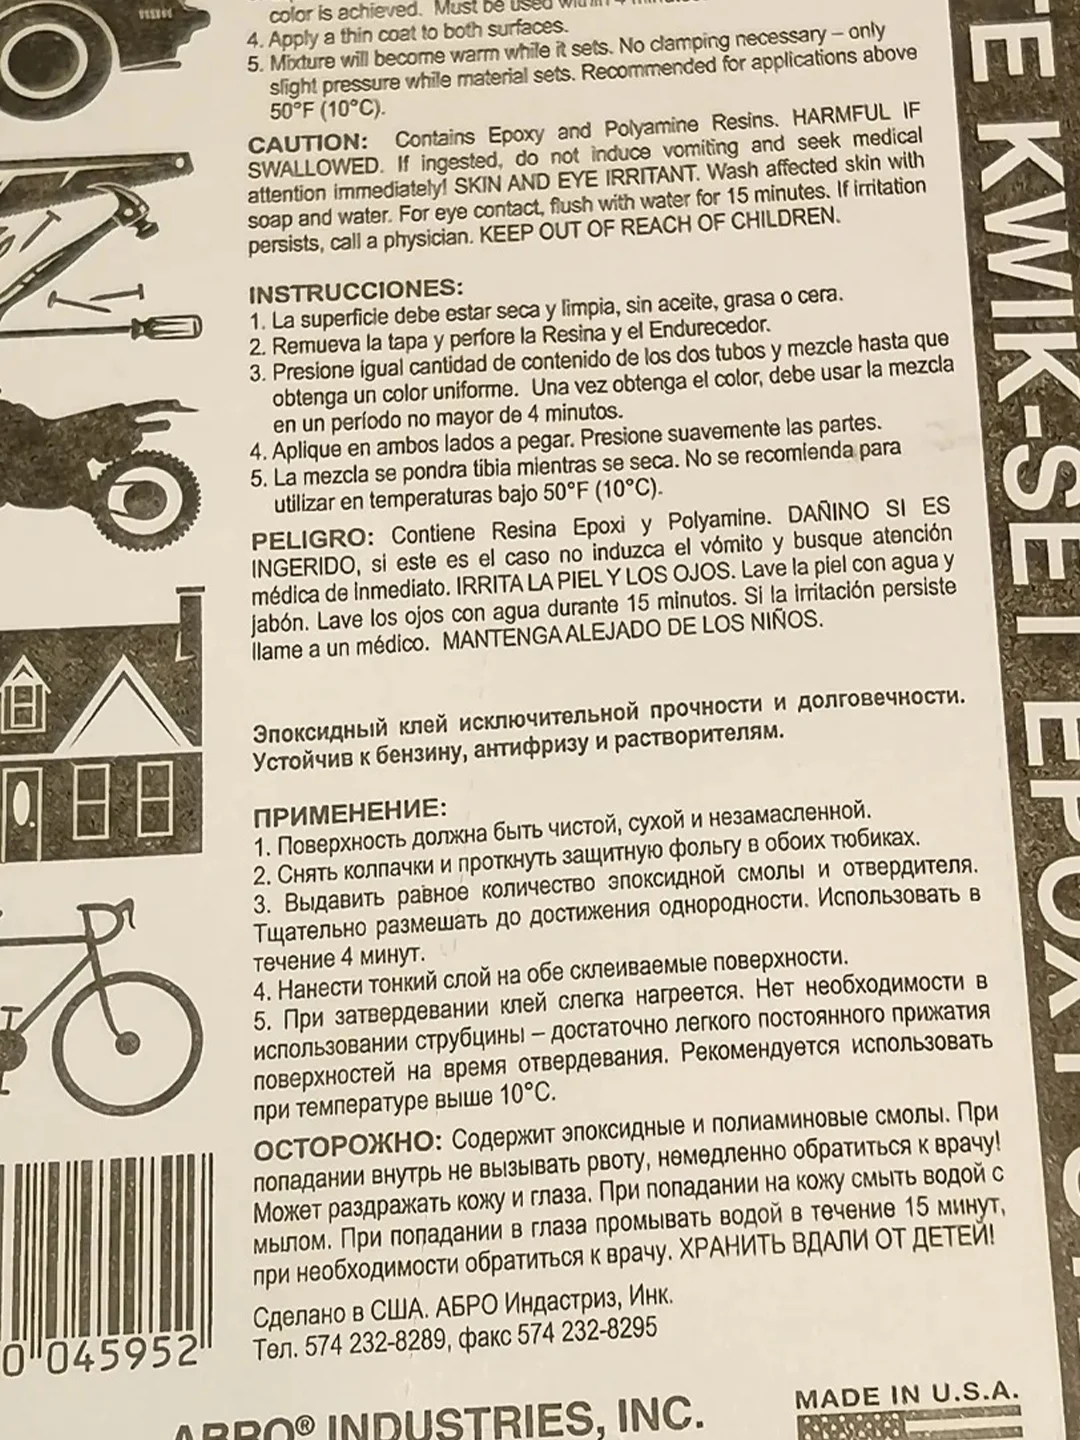 color is achieved. Must be used within 4 minutes
4. Apply a thin coat to both surfaces.
5. Mixture will become warm while it sets. No clamping necessary – only
slight pressure while material sets. Recommended for applications above
50°F (10°C).
CAUTION: Contains Epoxy and Polyamine Resins. HARMFUL IF
SWALLOWED. If ingested, do not induce vomiting and seek medical
attention immediately! SKIN AND EYE IRRITANT. Wash affected skin with
soap and water. For eye contact, flush with water for 15 minutes. If irritation
persists, call a physician. KEEP OUT OF REACH OF CHILDREN.
INSTRUCCIONES:
1. La superficie debe estar seca y limpia, sin aceite, grasa o cera.
2. Remueva la tapa y perfore la Resina y el Endurecedor.
3. Presione igual cantidad de contenido de los dos tubos y mezcle hasta que
obtenga un color uniforme. Una vez obtenga el color, debe usar la mezcla
en un período no mayor de 4 minutos.
4. Aplique en ambos lados a pegar. Presione suavemente las partes.
5. La mezcla se pondra tibia mientras se seca. No se recomienda para
utilizar en temperaturas bajo 50°F (10°C).
PELIGRO: Contiene Resina Epoxi y Polyamine. DAÑINO SI ES
INGERIDO, si este es el caso no induzca el vómito y busque atención
médica de inmediato. IRRITA LA PIEL Y LOS OJOS. Lave la piel con agua y
jabón. Lave los ojos con agua durante 15 minutos. Si la irritación persiste
llame a un médico. MANTENGA ALEJADO DE LOS NIÑOS.
Эпоксидный клей исключительной прочности и долговечности.
Устойчив к бензину, антифризу и растворителям.
ПРИМЕНЕНИЕ:
1. Поверхность должна быть чистой, сухой и незамасленной.
2. Снять колпачки и проткнуть защитную фольгу в обоих тюбиках.
3. Выдавить равное количество эпоксидной смолы и отвердителя.
Тщательно размешать до достижения однородности. Использовать в
течение 4 минут.
4. Нанести тонкий слой на обе склеиваемые поверхности.
5. При затвердевании клей слегка нагреется. Нет необходимости в
использовании струбцины – достаточно легкого постоянного прижатия
поверхностей на время отвердевания. Рекомендуется использовать
при температуре выше 10°С.
ОСТОРОЖНО: Содержит эпоксидные и полиаминовые смолы. При
попадании внутрь не вызывать рвоту, немедленно обратиться к врачу!
Может раздражать кожу и глаза. При попадании на кожу смыть водой с
мылом. При попадании в глаза промывать водой в течение 15 минут,
при необходимости обратиться к врачу. ХРАНИТЬ ВДАЛИ ОТ ДЕТЕЙ!
Сделано в США. АБРО Индастриз, Инк.
Тел. 574 232-8289, факс 574 232-8295
0 045952
ABRO® INDUSTRIES, INC.
MADE IN U.S.A.
KWIK-SET EPOXY